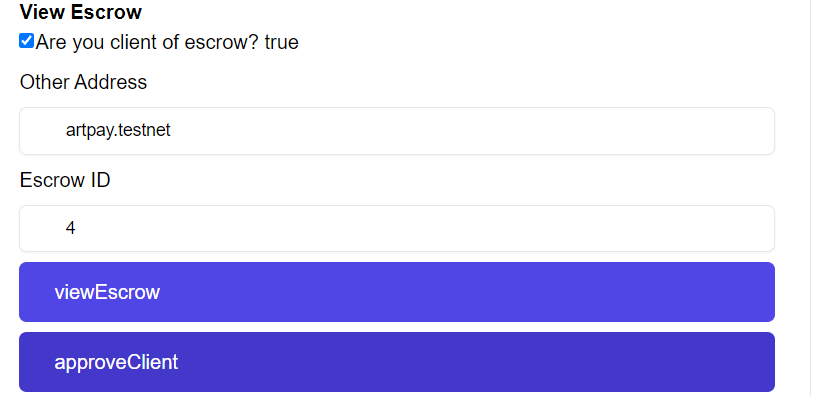 View Escrow
Are you client of escrow? true
Other Address
artpay.testnet
Escrow ID
4
viewEscrow
approveClient